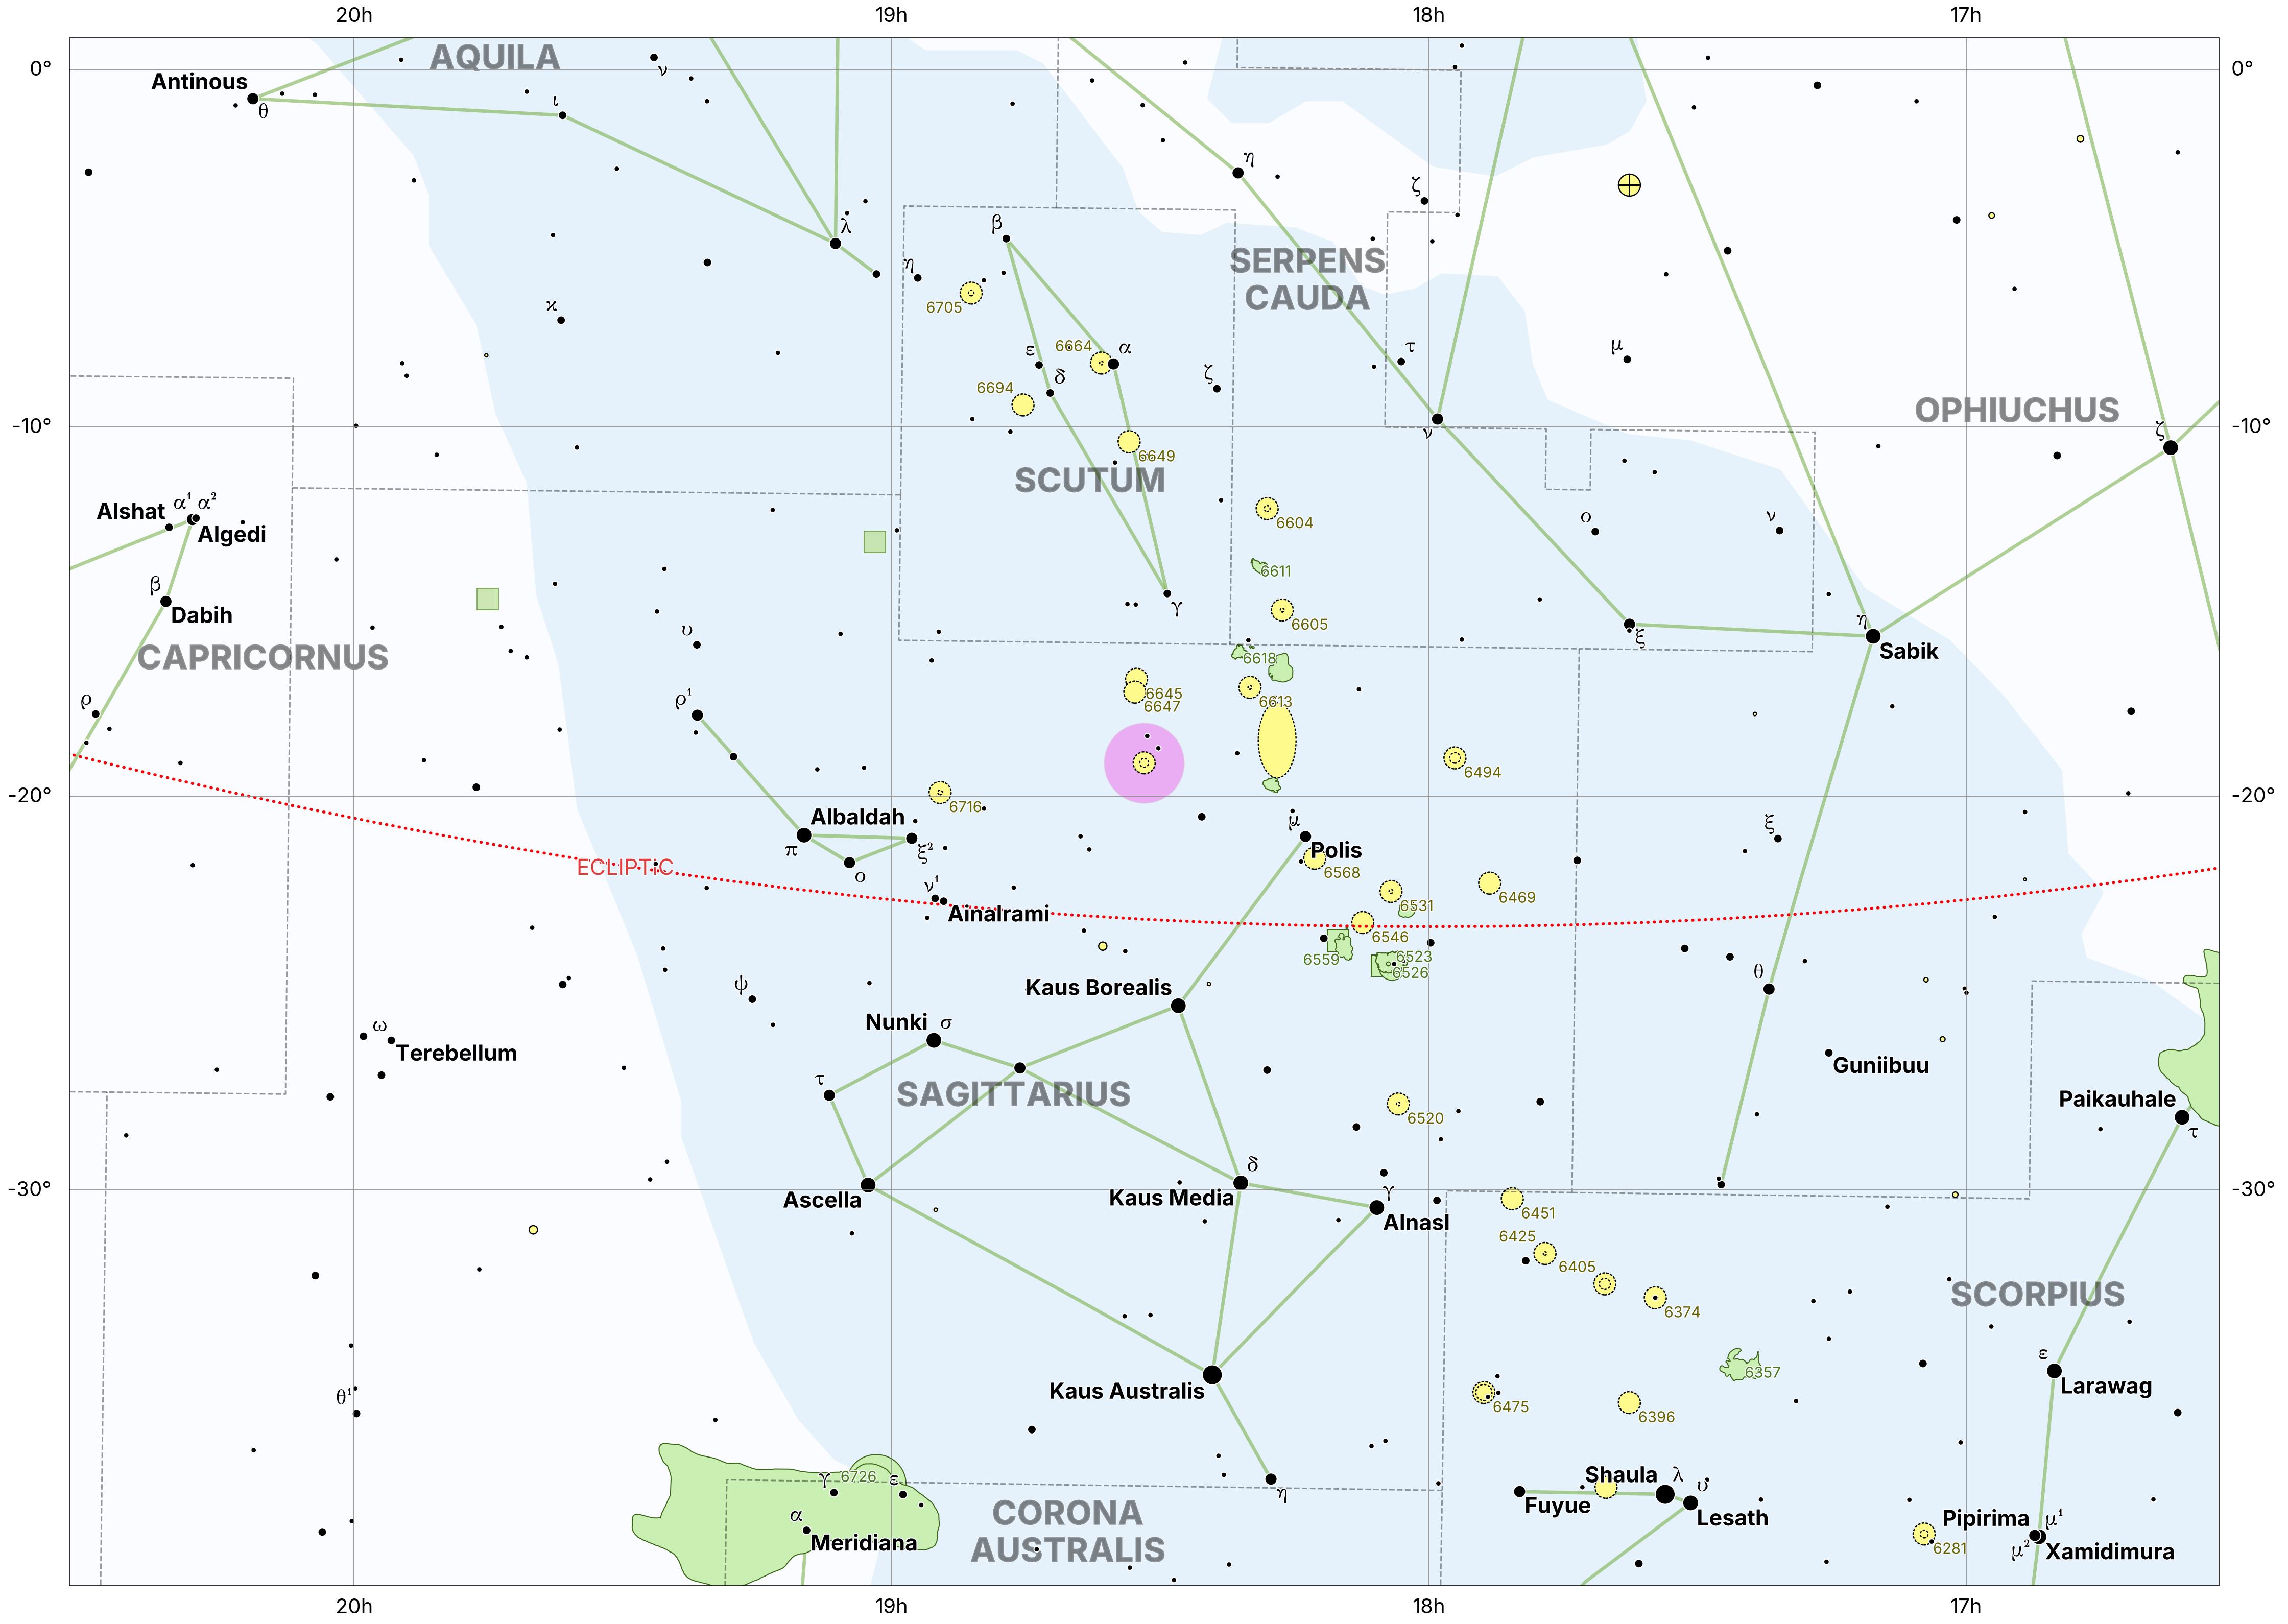 20h 19h 18h 17h
AQUILA
0° 0°
ν
Antinous
θ
ι
η
ζ
λ
β
η
SERPENS
CAUDA
6705
ϰ
6664 α
ε
δ
τ
μ
ζ
6694
OPHIUCHUS
-10° -10°
ν
ζ
6649
SCUTUM
Alshat α¹ α²
Algedi
6604
ο
ν
6611
β
Dabih
γ
6605
υ
ξ
η
Sabik
CAPRICORNUS
6618
ρ
ρ¹
6645
6647
6613
6494
-20° -20°
6716
Albaldah
π
ξ²
ο
μ
Polis
ξ
6568
ECLIPTIC
6469
ν¹
Ainalrami
6531
6546
6559
6523
6526
θ
ψ
Kaus Borealis
Nunki σ
ω
Terebellum
Guniibuu
τ
SAGITTARIUS
6520
Paikauhale
τ
δ
-30° -30°
Ascella
Kaus Media
γ
Alnasl
6451
6425
6405
6374
SCORPIUS
6357
ε
Larawag
Kaus Australis
θ¹
6475
6396
γ
6726
ε
η
Shaula λ
υ
Fuyue
Lesath
CORONA
AUSTRALIS
α
Meridiana
Pipirima μ¹
μ²
Xamidimura
6281
20h 19h 18h 17h